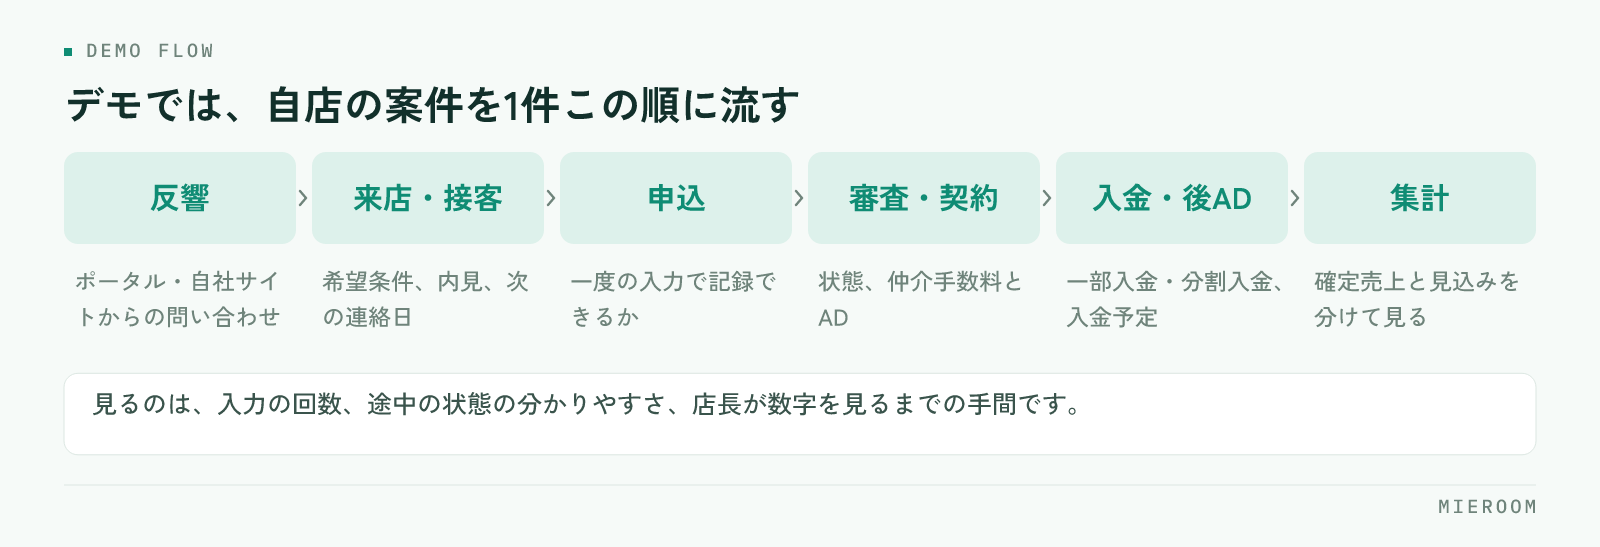 DEMO FLOW
デモでは、自店の案件を1件この順に流す
反響
›
来店・接客
›
申込
›
審査・契約
›
入金・後AD
›
集計
ポータル・自社サイ
トからの問い合わせ
希望条件、内見、次
の連絡日
一度の入力で記録で
きるか
状態、仲介手数料と
AD
一部入金・分割入金、
入金予定
確定売上と見込みを
分けて見る
見るのは、入力の回数、途中の状態の分かりやすさ、店長が数字を見るまでの手間です。
MIEROOM